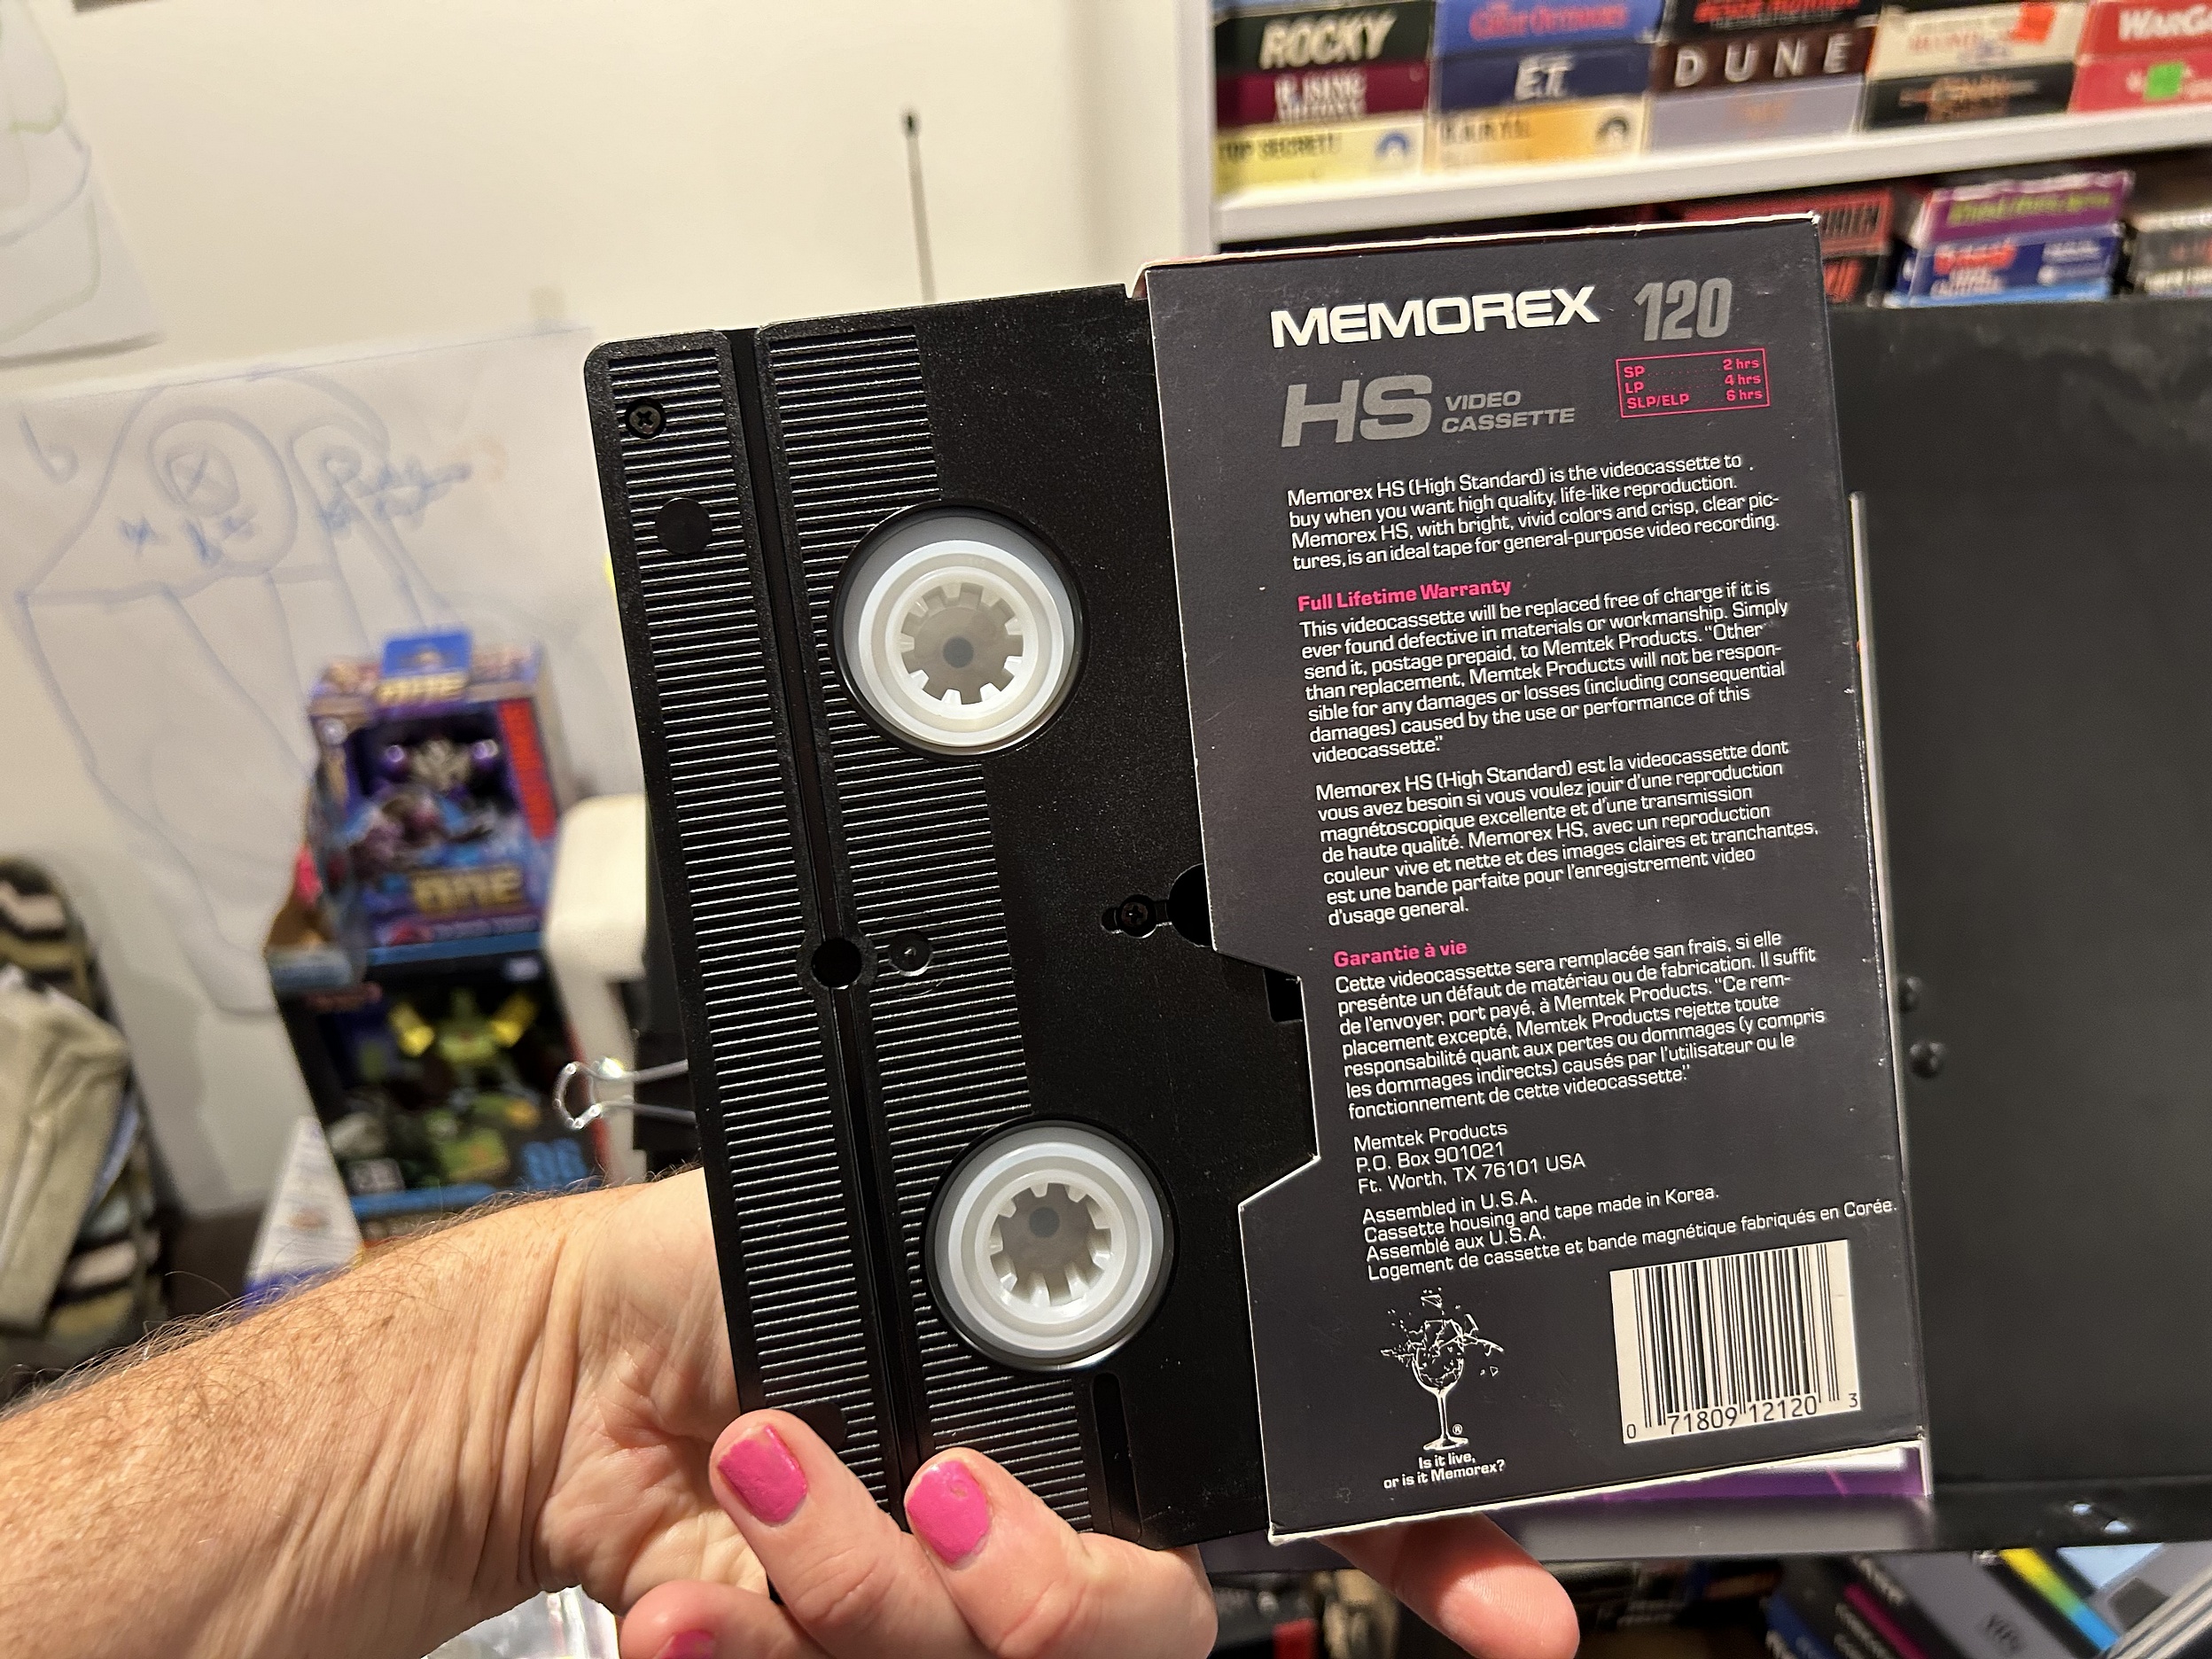 ROCKY
E.T.
DUNE
TOP SECRET!
MEMOREX 120
HS VIDEO
CASSETTE
SP 2 hrs
LP 4 hrs
SLP/ELP 6 hrs
Memorex HS (High Standard) is the videocassette to
buy when you want high quality, life-like reproduction.
Memorex HS, with bright, vivid colors and crisp, clear pic-
tures, is an ideal tape for general-purpose video recording.
Full Lifetime Warranty
This videocassette will be replaced free of charge if it is
ever found defective in materials or workmanship. Simply
send it, postage prepaid, to Memtek Products. "Other
than replacement, Memtek Products will not be respon-
sible for any damages or losses (including consequential
damages) caused by the use or performance of this
videocassette."
Memorex HS (High Standard) est la videocassette dont
vous avez besoin si vous voulez jouir d'une reproduction
magnétoscopique excellente et d'une transmission
de haute qualité. Memorex HS, avec un reproduction
couleur vive et nette et des images claires et tranchantes,
est une bande parfaite pour l'enregistrement video
d'usage general.
Garantie à vie
Cette videocassette sera remplacée san frais, si elle
presénte un défaut de matériau ou de fabrication. Il suffit
de l'envoyer, port payé, à Memtek Products. "Ce rem-
placement excepté, Memtek Products rejette toute
responsabilité quant aux pertes ou dommages (y compris
les dommages indirects) causés par l'utilisateur ou le
fonctionnement de cette videocassette."
Memtek Products
P.O. Box 901021
Ft. Worth, TX 76101 USA
Assembled in U.S.A.
Cassette housing and tape made in Korea.
Assemblé aux U.S.A.
Logement de cassette et bande magnétique fabriqués en Corée.
0 71809 12120 3
®
Is it live,
or is it Memorex?
ONE
ONE
86